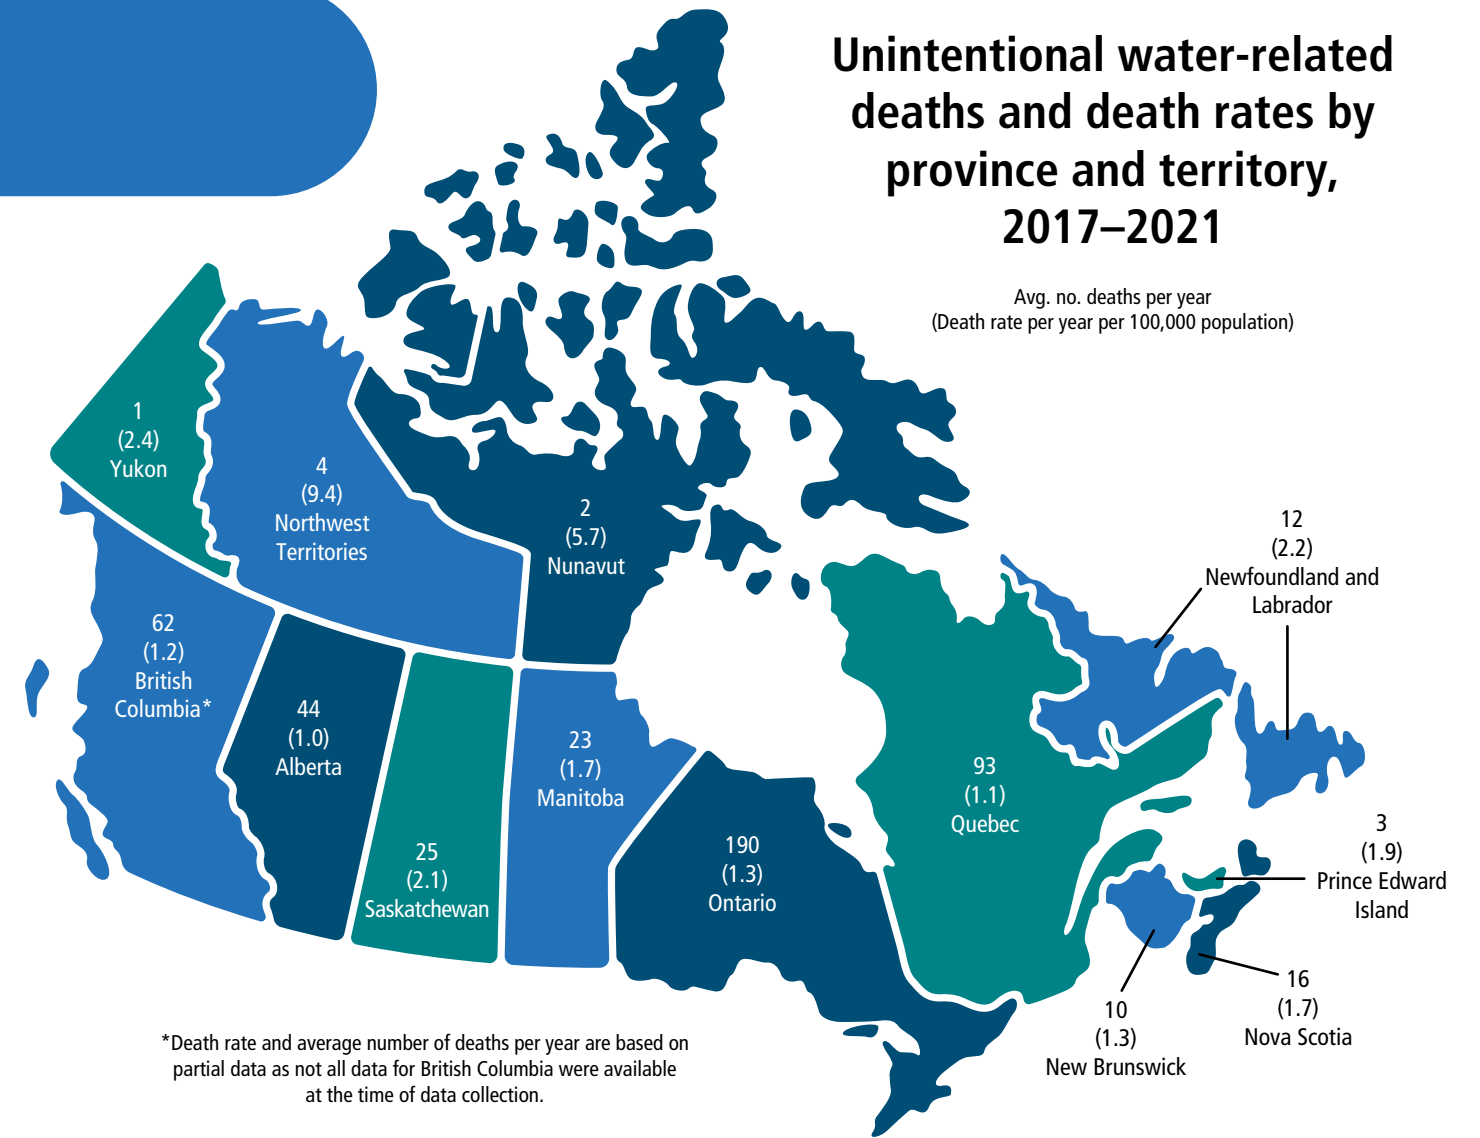 Unintentional water-related
deaths and death rates by
province and territory,
2017–2021
Avg. no. deaths per year
(Death rate per year per 100,000 population)
1
(2.4)
Yukon
4
(9.4)
Northwest
Territories
2
(5.7)
Nunavut
12
(2.2)
Newfoundland and
Labrador
62
(1.2)
British
Columbia*
44
(1.0)
Alberta
25
(2.1)
Saskatchewan
23
(1.7)
Manitoba
190
(1.3)
Ontario
93
(1.1)
Quebec
3
(1.9)
Prince Edward
Island
16
(1.7)
Nova Scotia
10
(1.3)
New Brunswick
*Death rate and average number of deaths per year are based on
partial data as not all data for British Columbia were available
at the time of data collection.